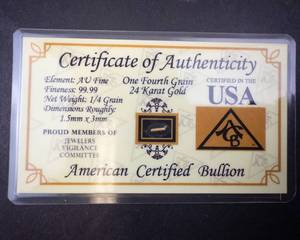 Certificate of Authenticity
Element: AU Fine
Fineness: 99.99
Net Weight: 1/4 Grain
Dimensions Roughly:
1.5mm x 3mm
One Fourth Grain
24 Karat Gold
CERTIFIED IN THE
USA
PROUD MEMBERS OF
JEWELERS
VIGILANCE
COMMITTEE
ACB
American Certified Bullion